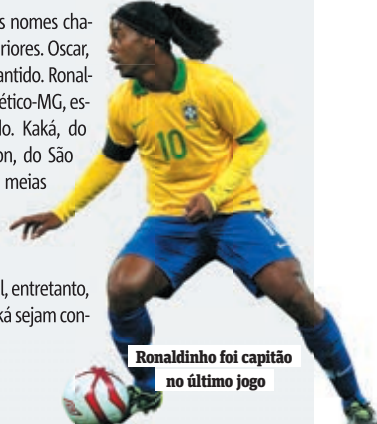 s nomes cha-
riores. Oscar,
antido. Ronal-
ético-MG, es-
do. Kaká, do
on, do São
meias
l, entretanto,
ká sejam con-
10
Ronaldinho foi capitão
no último jogo